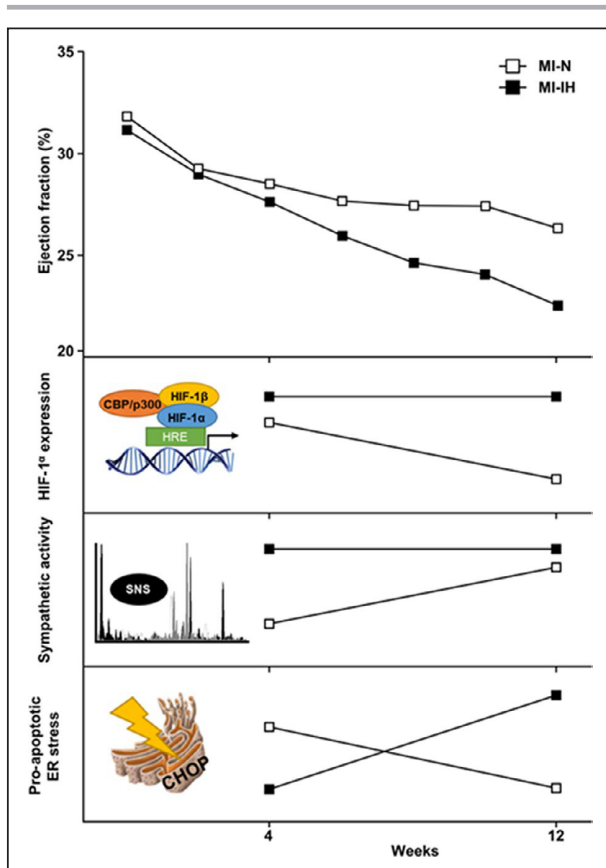 35
MI-N
MI-IH
30
Ejection fraction (%)
25
20
HIF-1α expression
CBP/p300
HIF-1β
HIF-1α
HRE
Sympathetic activity
SNS
Pro-apoptotic
ER stress
CHOP
4
Weeks
12